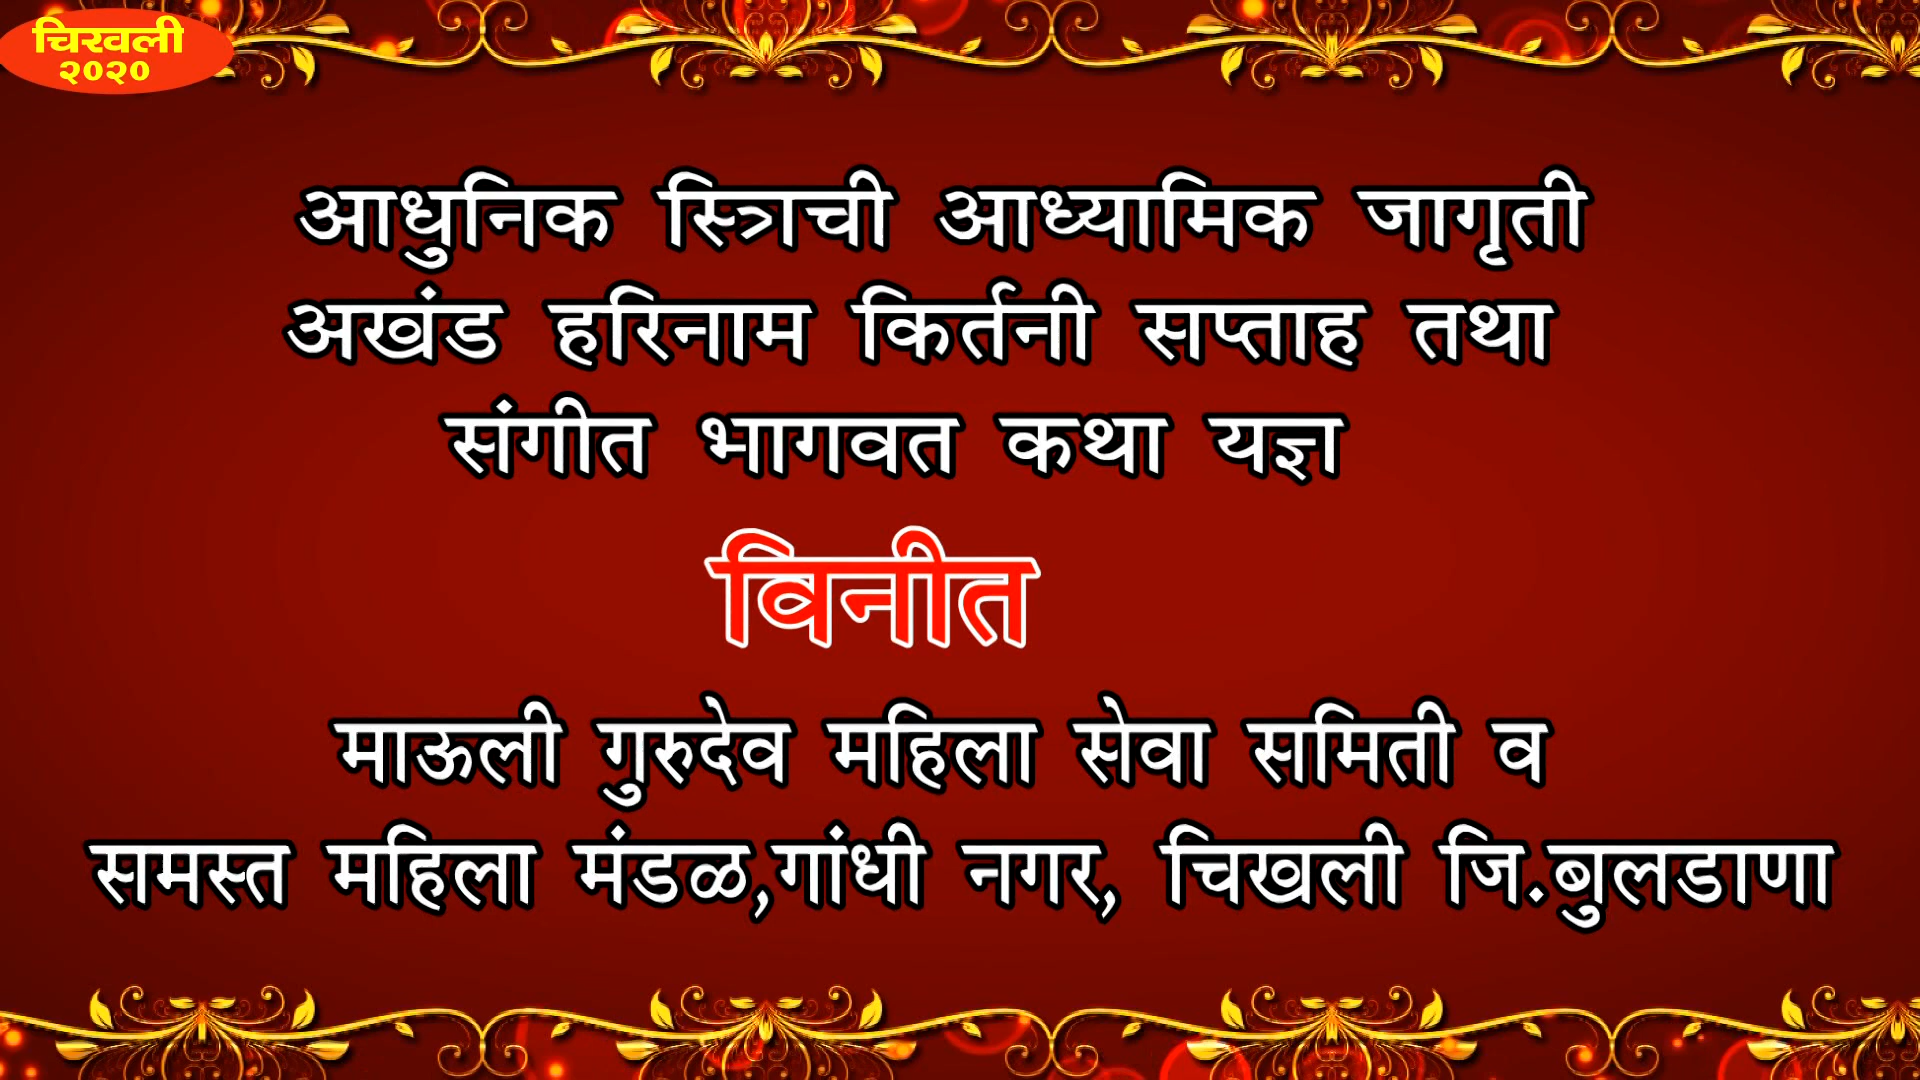 चिखली
२०२०
आधुनिक स्त्रिची आध्यामिक जागृती
अखंड हरिनाम किर्तनी सप्ताह तथा
संगीत भागवत कथा यज्ञ
विनीत
माऊली गुरुदेव महिला सेवा समिती व
समस्त महिला मंडळ,गांधी नगर, चिखली जि.बुलडाणा